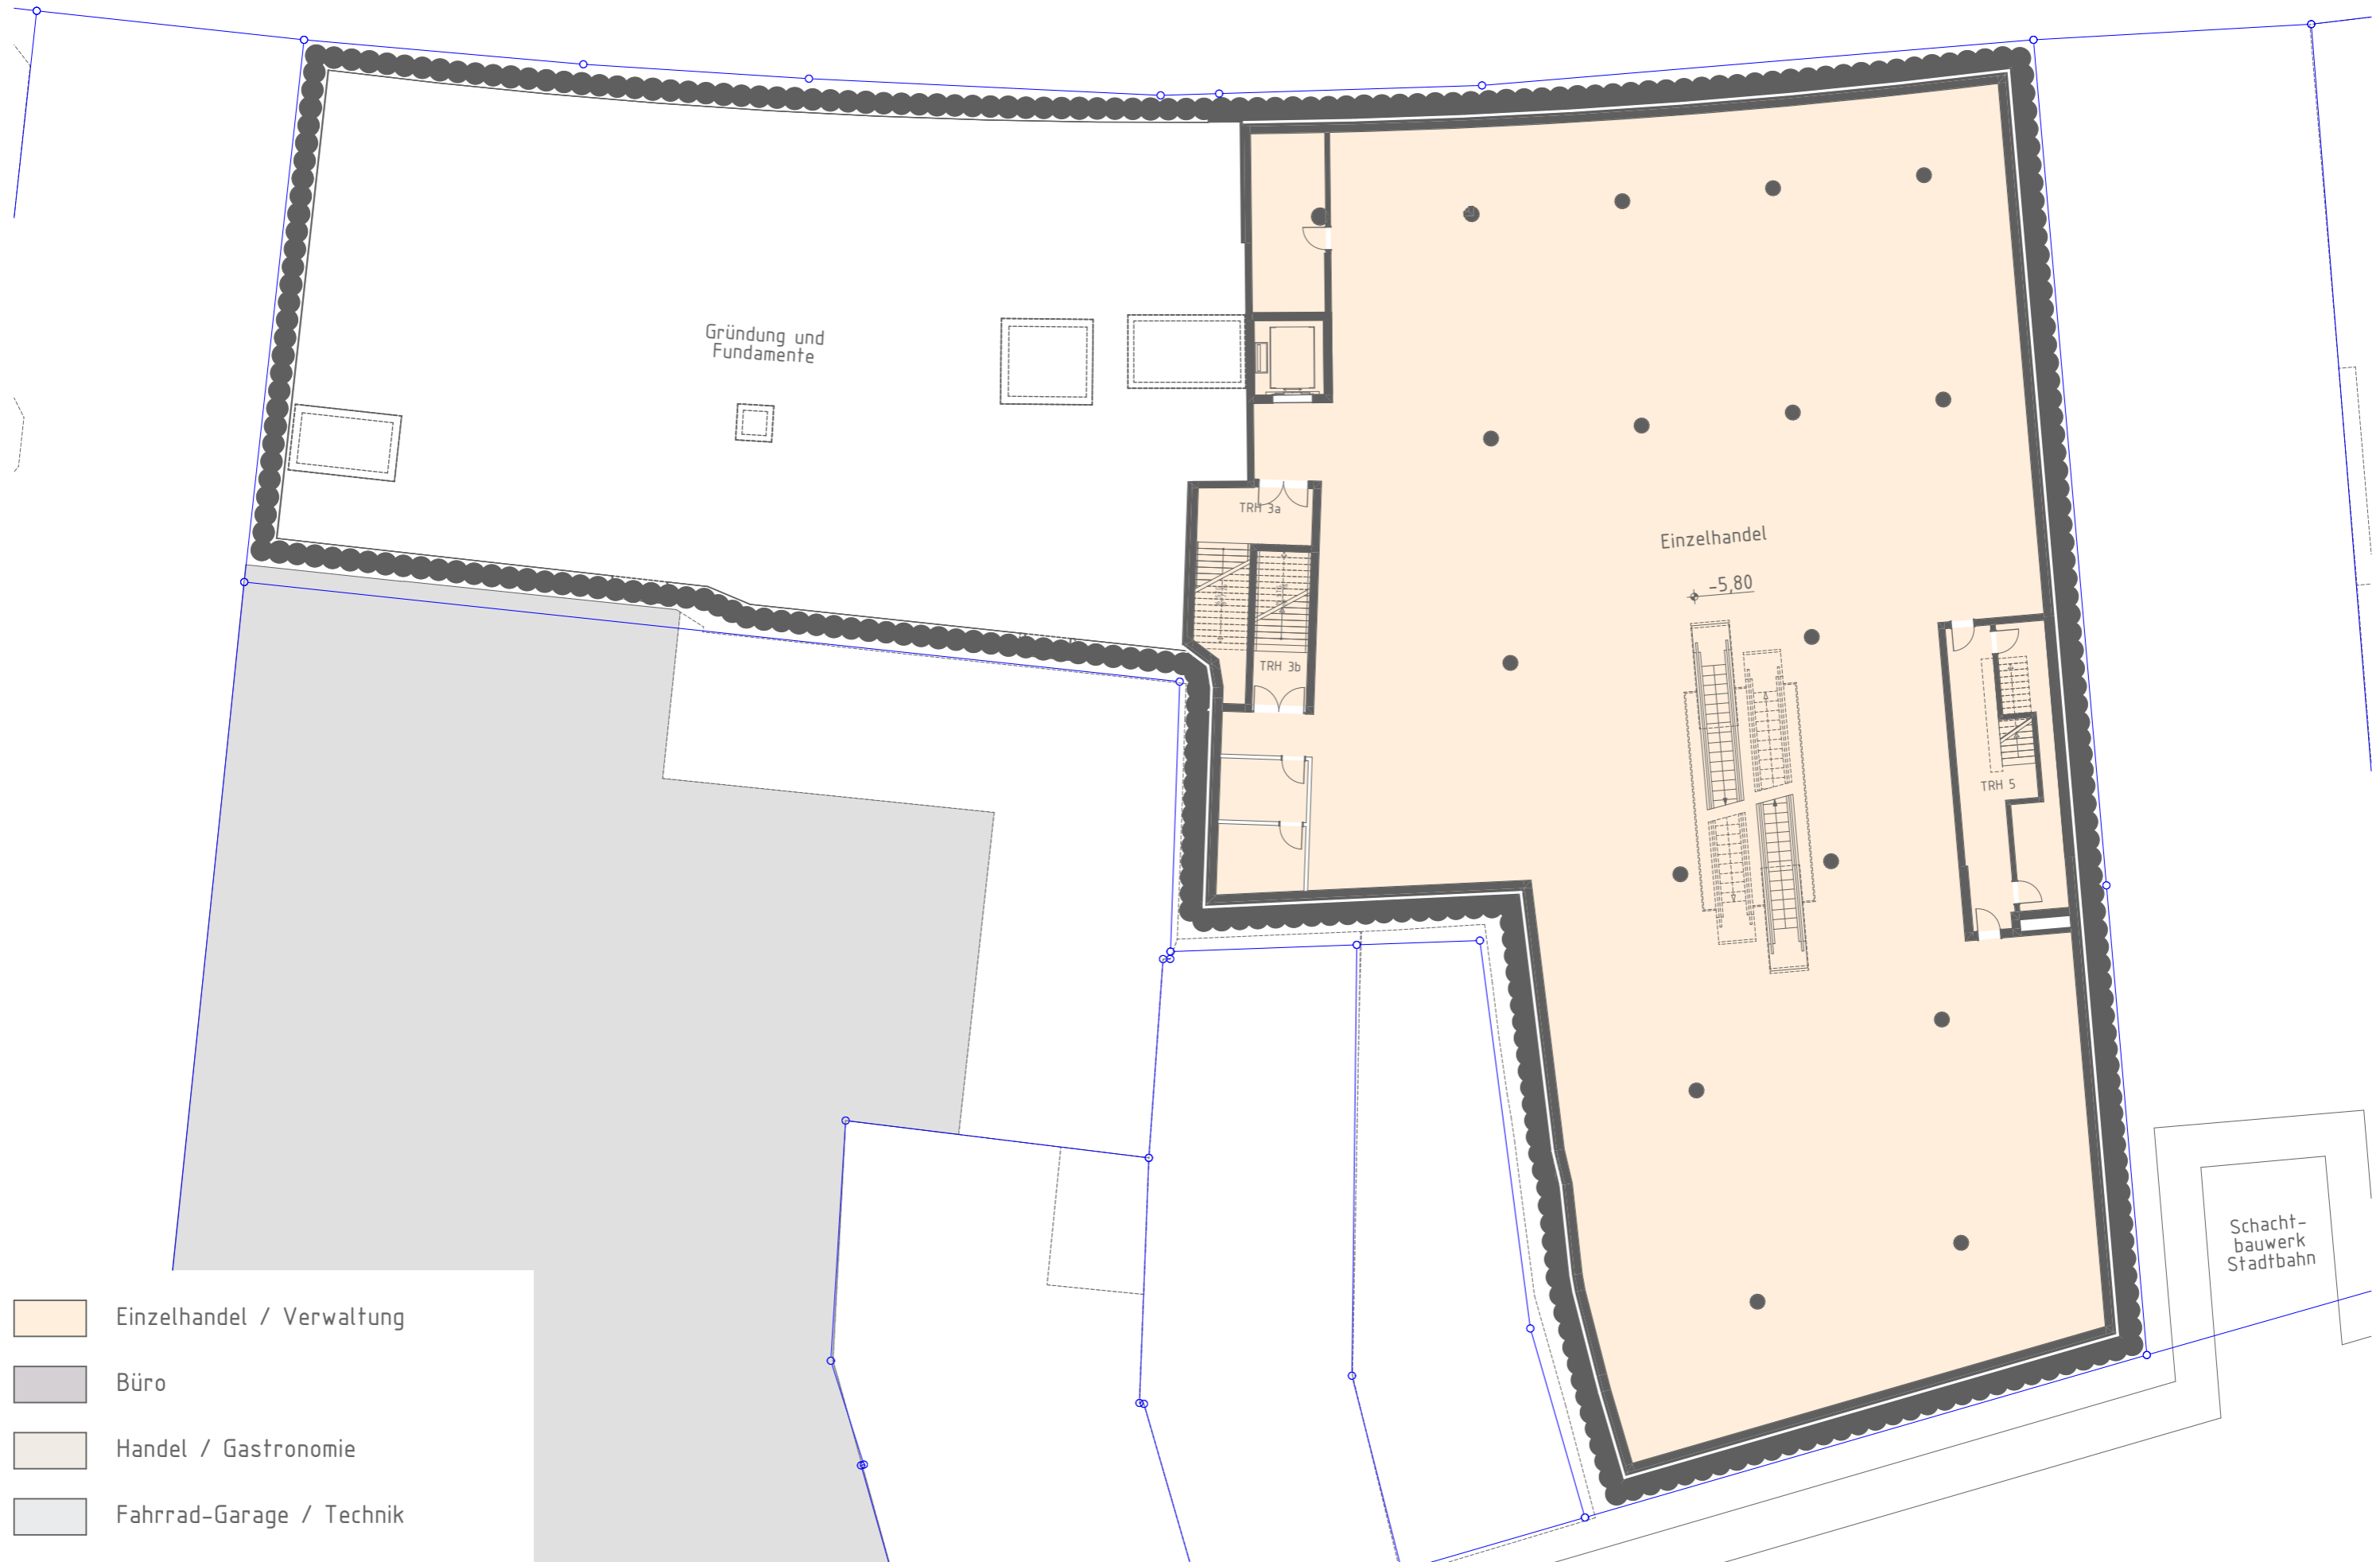 Gründung und
Fundamente
TRH 3a
Einzelhandel
-5,80
TRH 3b
TRH 5
Schacht-
bauwerk
Stadtbahn
Einzelhandel / Verwaltung
Büro
Handel / Gastronomie
Fahrrad-Garage / Technik